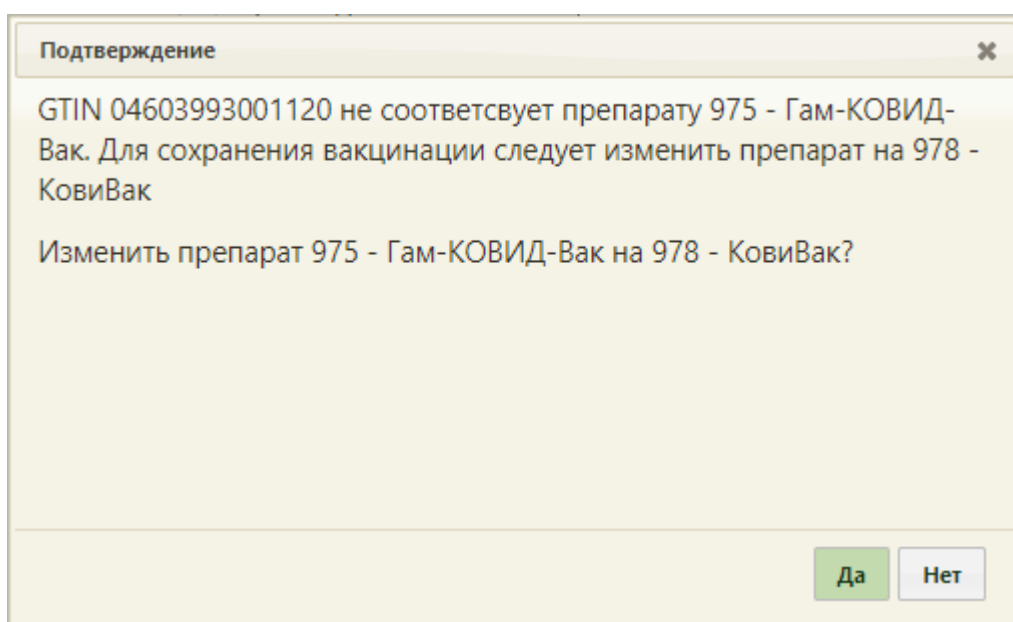 Подтверждение
GTIN 04603993001120 не соответсвует препарату 975 - Гам-КОВИД-
Вак. Для сохранения вакцинации следует изменить препарат на 978 -
КовиВак
Изменить препарат 975 - Гам-КОВИД-Вак на 978 - КовиВак?
Да Нет